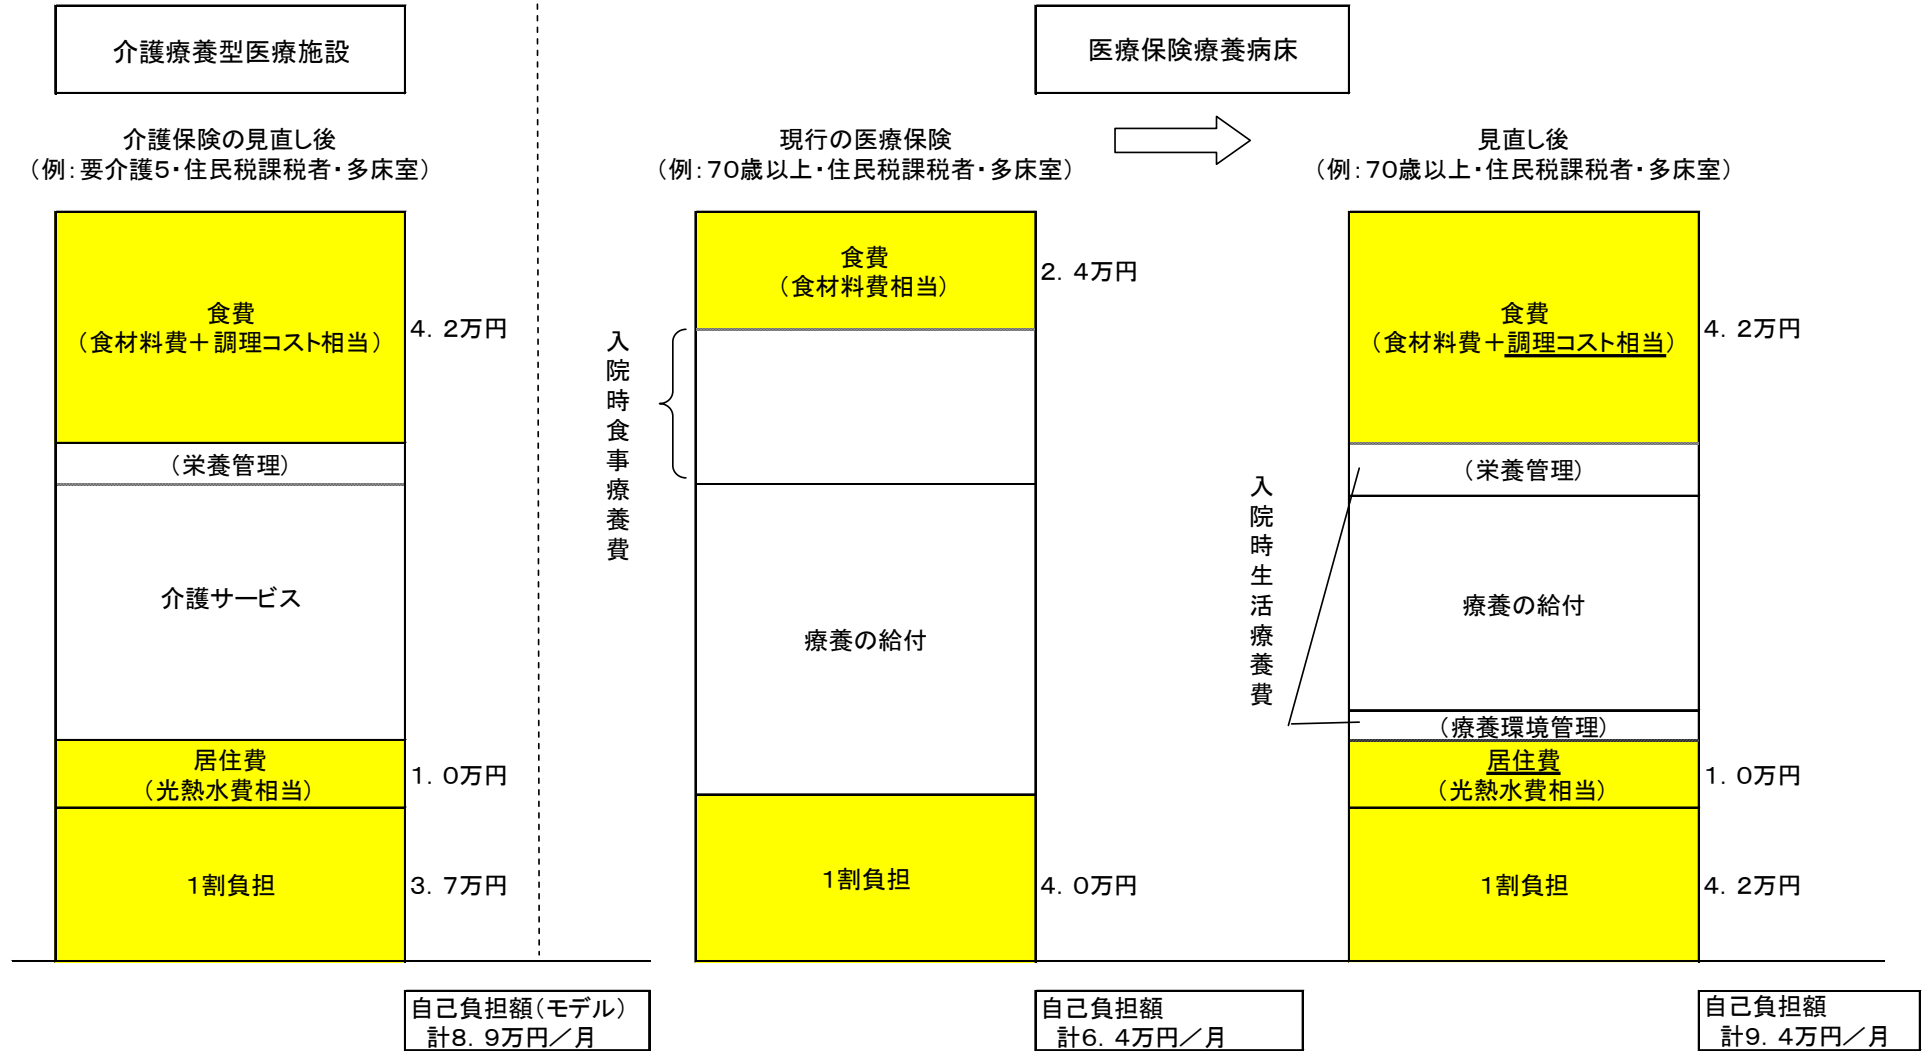 介護療養型医療施設
医療保険療養病床
介護保険の見直し後
（例：要介護５・住民税課税者・多床室）
現行の医療保険
（例：７０歳以上・住民税課税者・多床室）
見直し後
（例：７０歳以上・住民税課税者・多床室）
食費
（食材料費＋調理コスト相当）
４．２万円
（栄養管理）
介護サービス
居住費
（光熱水費相当）
１．０万円
１割負担
３．７万円
自己負担額（モデル）
計８．９万円／月
入院時食事療養費
食費
（食材料費相当）
２．４万円
療養の給付
１割負担
４．０万円
自己負担額
計６．４万円／月
入院時生活療養費
食費
（食材料費＋調理コスト相当）
４．２万円
（栄養管理）
療養の給付
（療養環境管理）
居住費
（光熱水費相当）
１．０万円
１割負担
４．２万円
自己負担額
計９．４万円／月